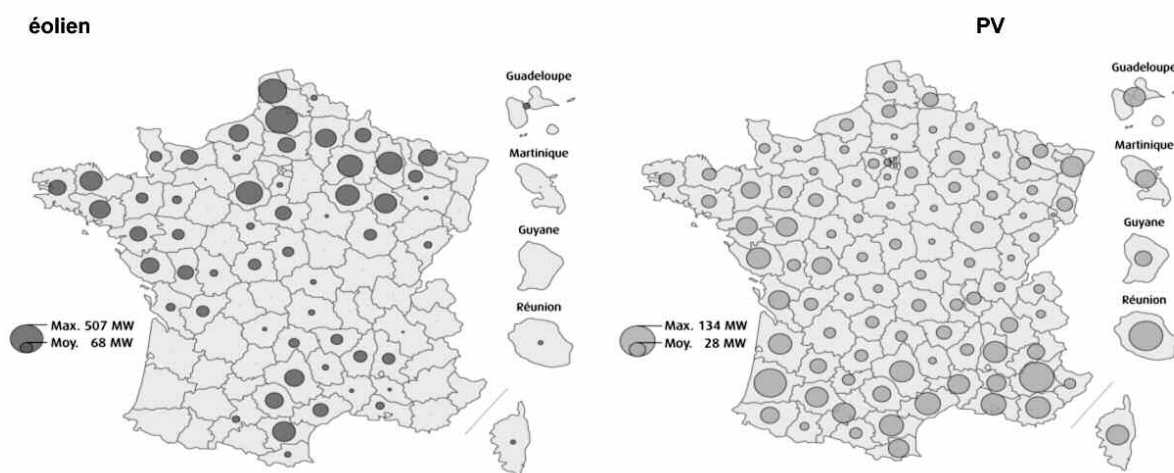 éolien
PV
Guadeloupe
Martinique
Guyane
Réunion
Max. 507 MW
Moy. 68 MW
Guadeloupe
Martinique
Guyane
Réunion
Max. 134 MW
Moy. 28 MW